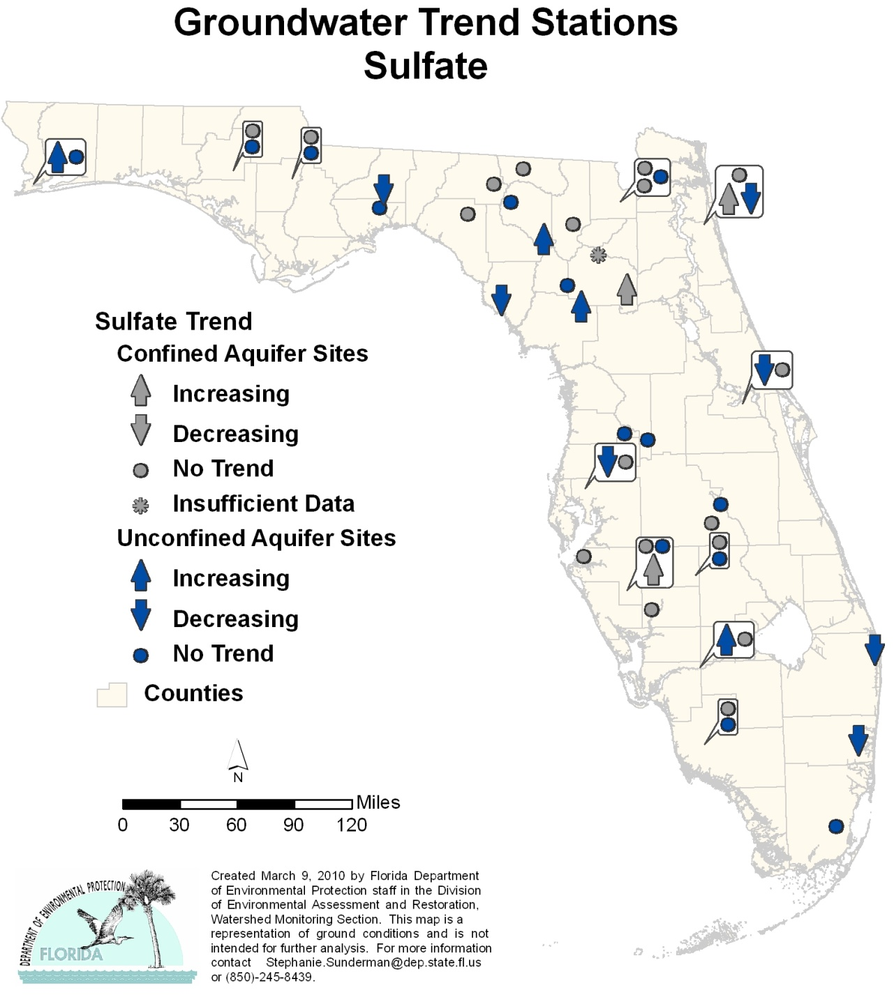 Groundwater Trend Stations
Sulfate
Sulfate Trend
Confined Aquifer Sites
Increasing
Decreasing
No Trend
Insufficient Data
Unconfined Aquifer Sites
Increasing
Decreasing
No Trend
Counties
N
Miles
0 30 60 90 120
DEPARTMENT OF ENVIRONMENTAL PROTECTION
FLORIDA
Created March 9, 2010 by Florida Department
of Environmental Protection staff in the Division
of Environmental Assessment and Restoration,
Watershed Monitoring Section. This map is a
representation of ground conditions and is not
intended for further analysis. For more information
contact Stephanie.Sunderman@dep.state.fl.us
or (850)-245-8439.